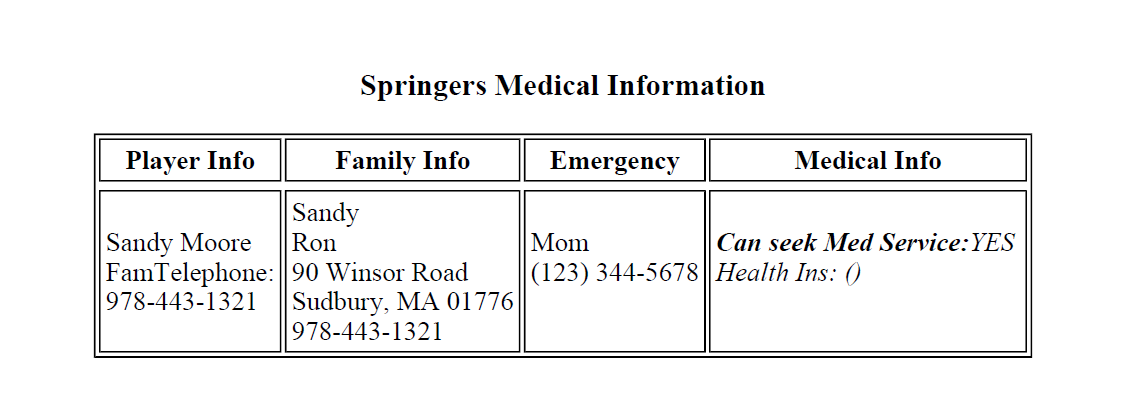 Springers Medical Information
Player Info
Family Info
Emergency
Medical Info
Sandy Moore
FamTelephone:
978-443-1321
Sandy
Ron
90 Winsor Road
Sudbury, MA 01776
978-443-1321
Mom
(123) 344-5678
Can seek Med Service:YES
Health Ins: ()